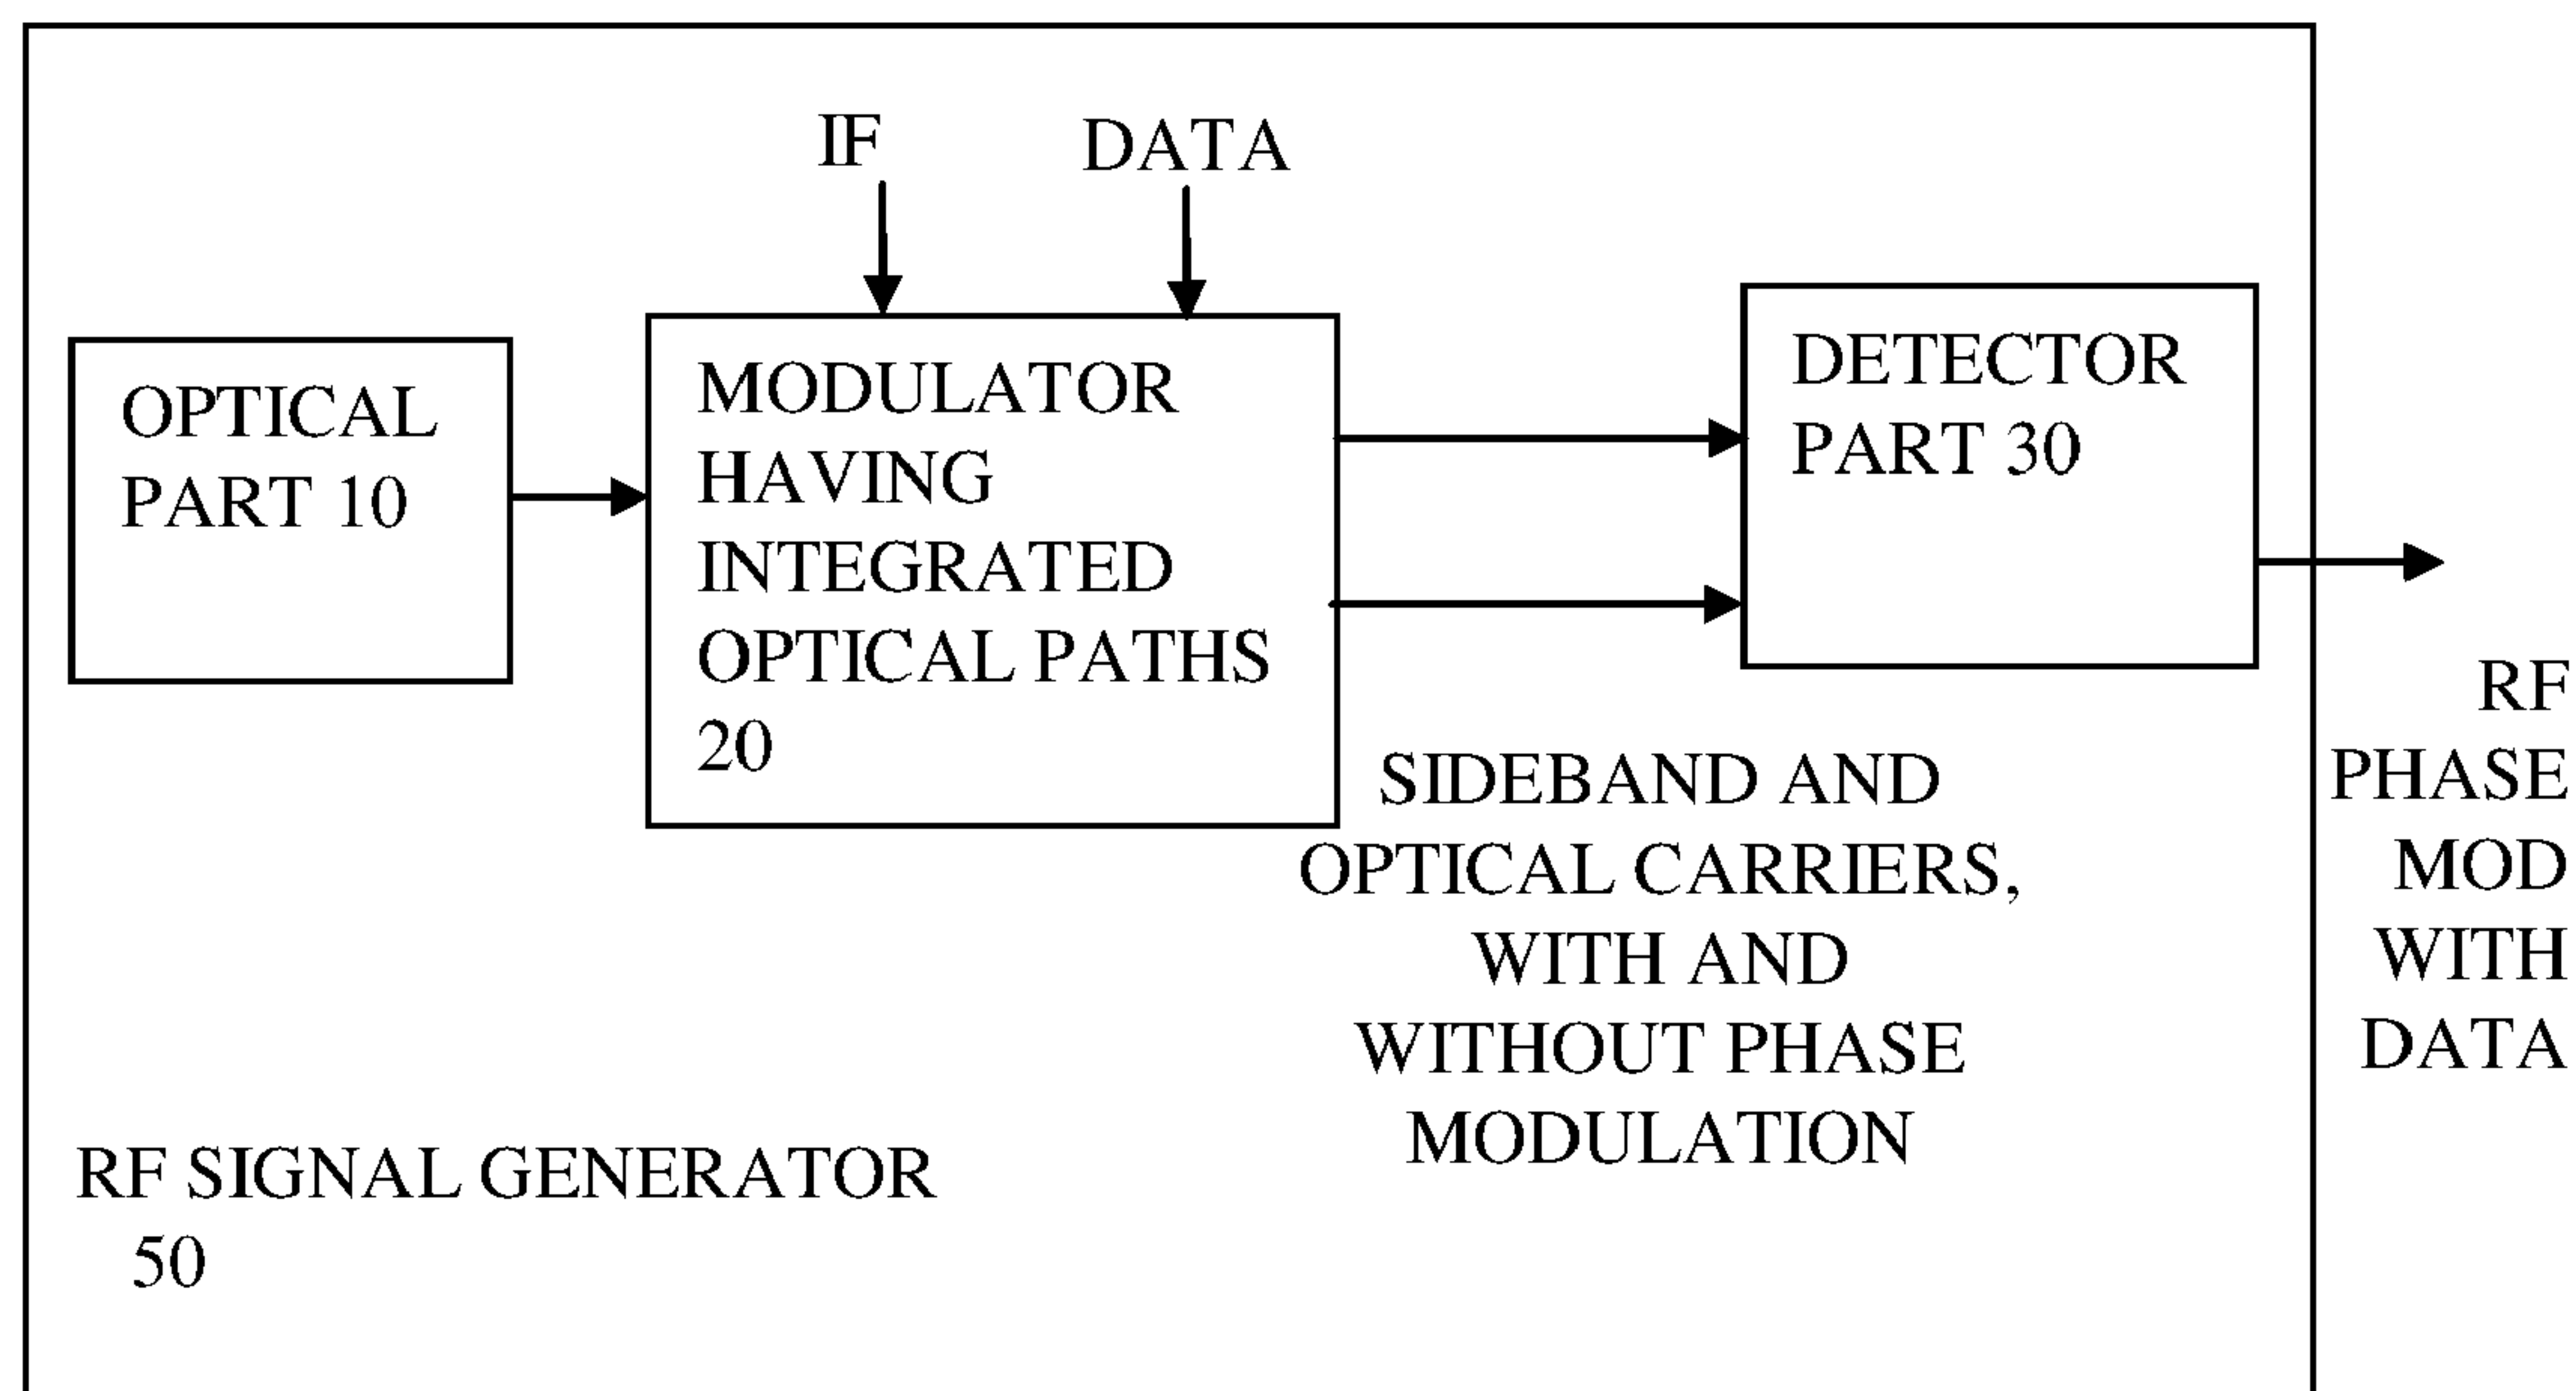 IF
DATA
OPTICAL
PART 10
MODULATOR
HAVING
INTEGRATED
OPTICAL PATHS
20
DETECTOR
PART 30
SIDEBAND AND
OPTICAL CARRIERS,
WITH AND
WITHOUT PHASE
MODULATION
RF
PHASE
MOD
WITH
DATA
RF SIGNAL GENERATOR
50